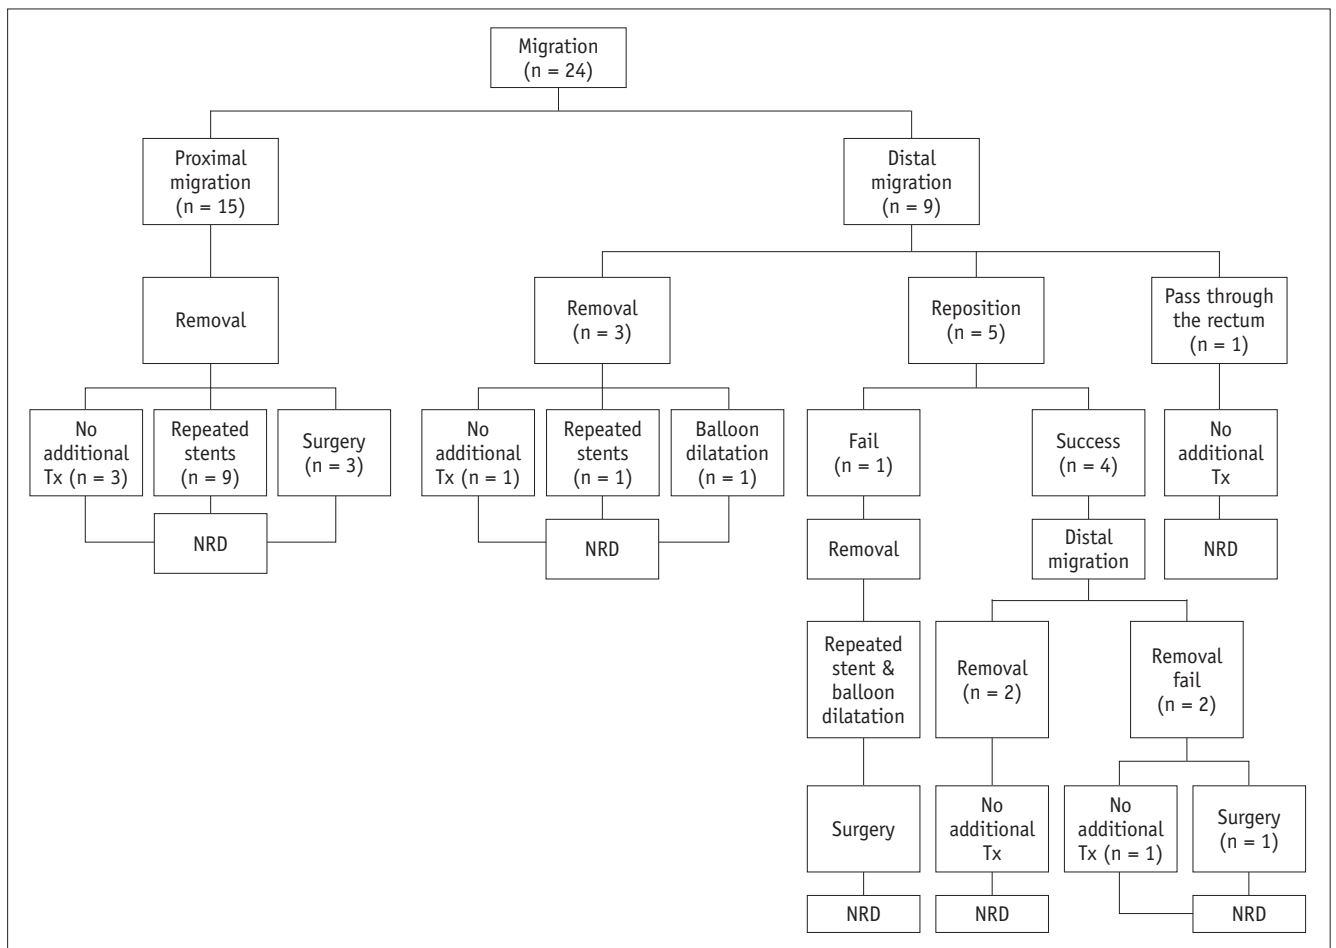 Migration
(n = 24)
Proximal
migration
(n = 15)
Distal
migration
(n = 9)
Removal
Removal
(n = 3)
Reposition
(n = 5)
Pass through
the rectum
(n = 1)
No
additional
Tx (n = 3)
Repeated
stents
(n = 9)
Surgery
(n = 3)
No
additional
Tx (n = 1)
Repeated
stents
(n = 1)
Balloon
dilatation
(n = 1)
Fail
(n = 1)
Success
(n = 4)
No
additional
Tx
NRD
NRD
Removal
Distal
migration
NRD
Repeated
stent &
balloon
dilatation
Removal
(n = 2)
Removal
fail
(n = 2)
Surgery
No
additional
Tx
No
additional
Tx (n = 1)
Surgery
(n = 1)
NRD
NRD
NRD